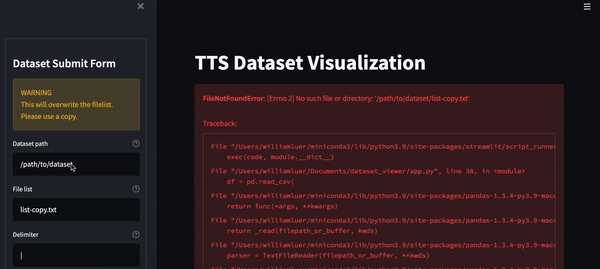 Dataset Submit Form
WARNING
This will overwrite the filelist.
Please use a copy.
Dataset path
/path/to/dataset
File list
list-copy.txt
Delimiter
|
TTS Dataset Visualization
FileNotFoundError: [Errno 2] No such file or directory: '/path/to/dataset/list-copy.txt'
Traceback:
File "/Users/williamluer/miniconda3/lib/python3.9/site-packages/streamlit/script_runne
exec(code, module.__dict__)
File "/Users/williamluer/Documents/dataset_viewer/app.py", line 38, in <module>
df = pd.read_csv(
File "/Users/williamluer/miniconda3/lib/python3.9/site-packages/pandas-1.3.4-py3.9-maco
return func(*args, **kwargs)
File "/Users/williamluer/miniconda3/lib/python3.9/site-packages/pandas-1.3.4-py3.9-maco
return _read(filepath_or_buffer, kwds)
File "/Users/williamluer/miniconda3/lib/python3.9/site-packages/pandas-1.3.4-py3.9-maco
parser = TextFileReader(filepath_or_buffer, **kwds)